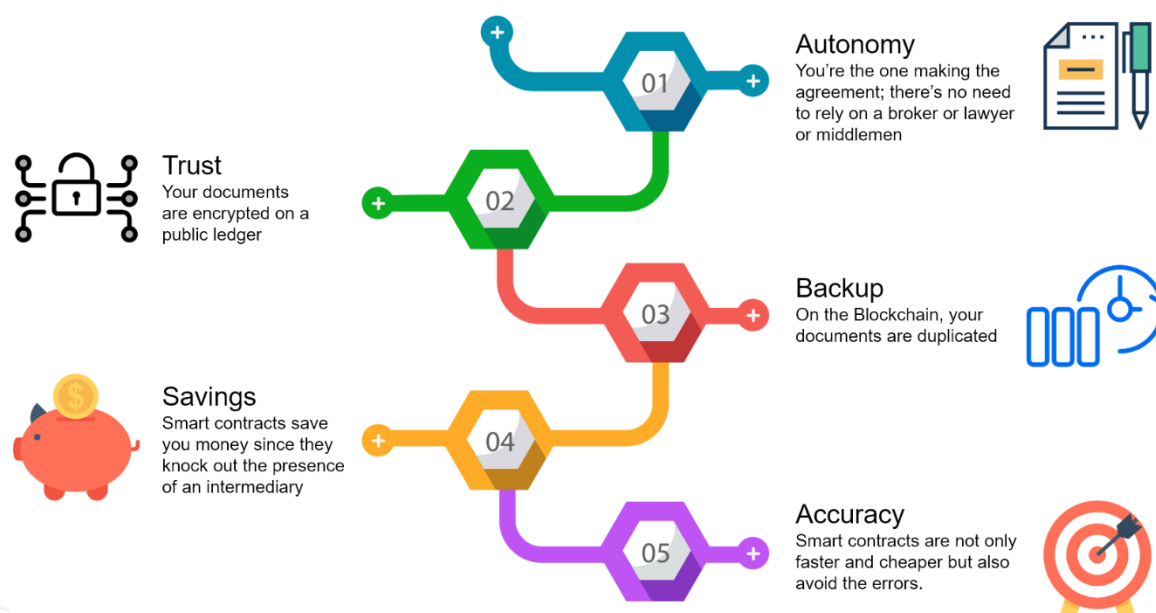 01
Autonomy
You're the one making the
agreement; there's no need
to rely on a broker or lawyer
or middlemen
02
Trust
Your documents
are encrypted on a
public ledger
03
Backup
On the Blockchain, your
documents are duplicated
04
Savings
Smart contracts save
you money since they
knock out the presence
of an intermediary
$
05
Accuracy
Smart contracts are not only
faster and cheaper but also
avoid the errors.